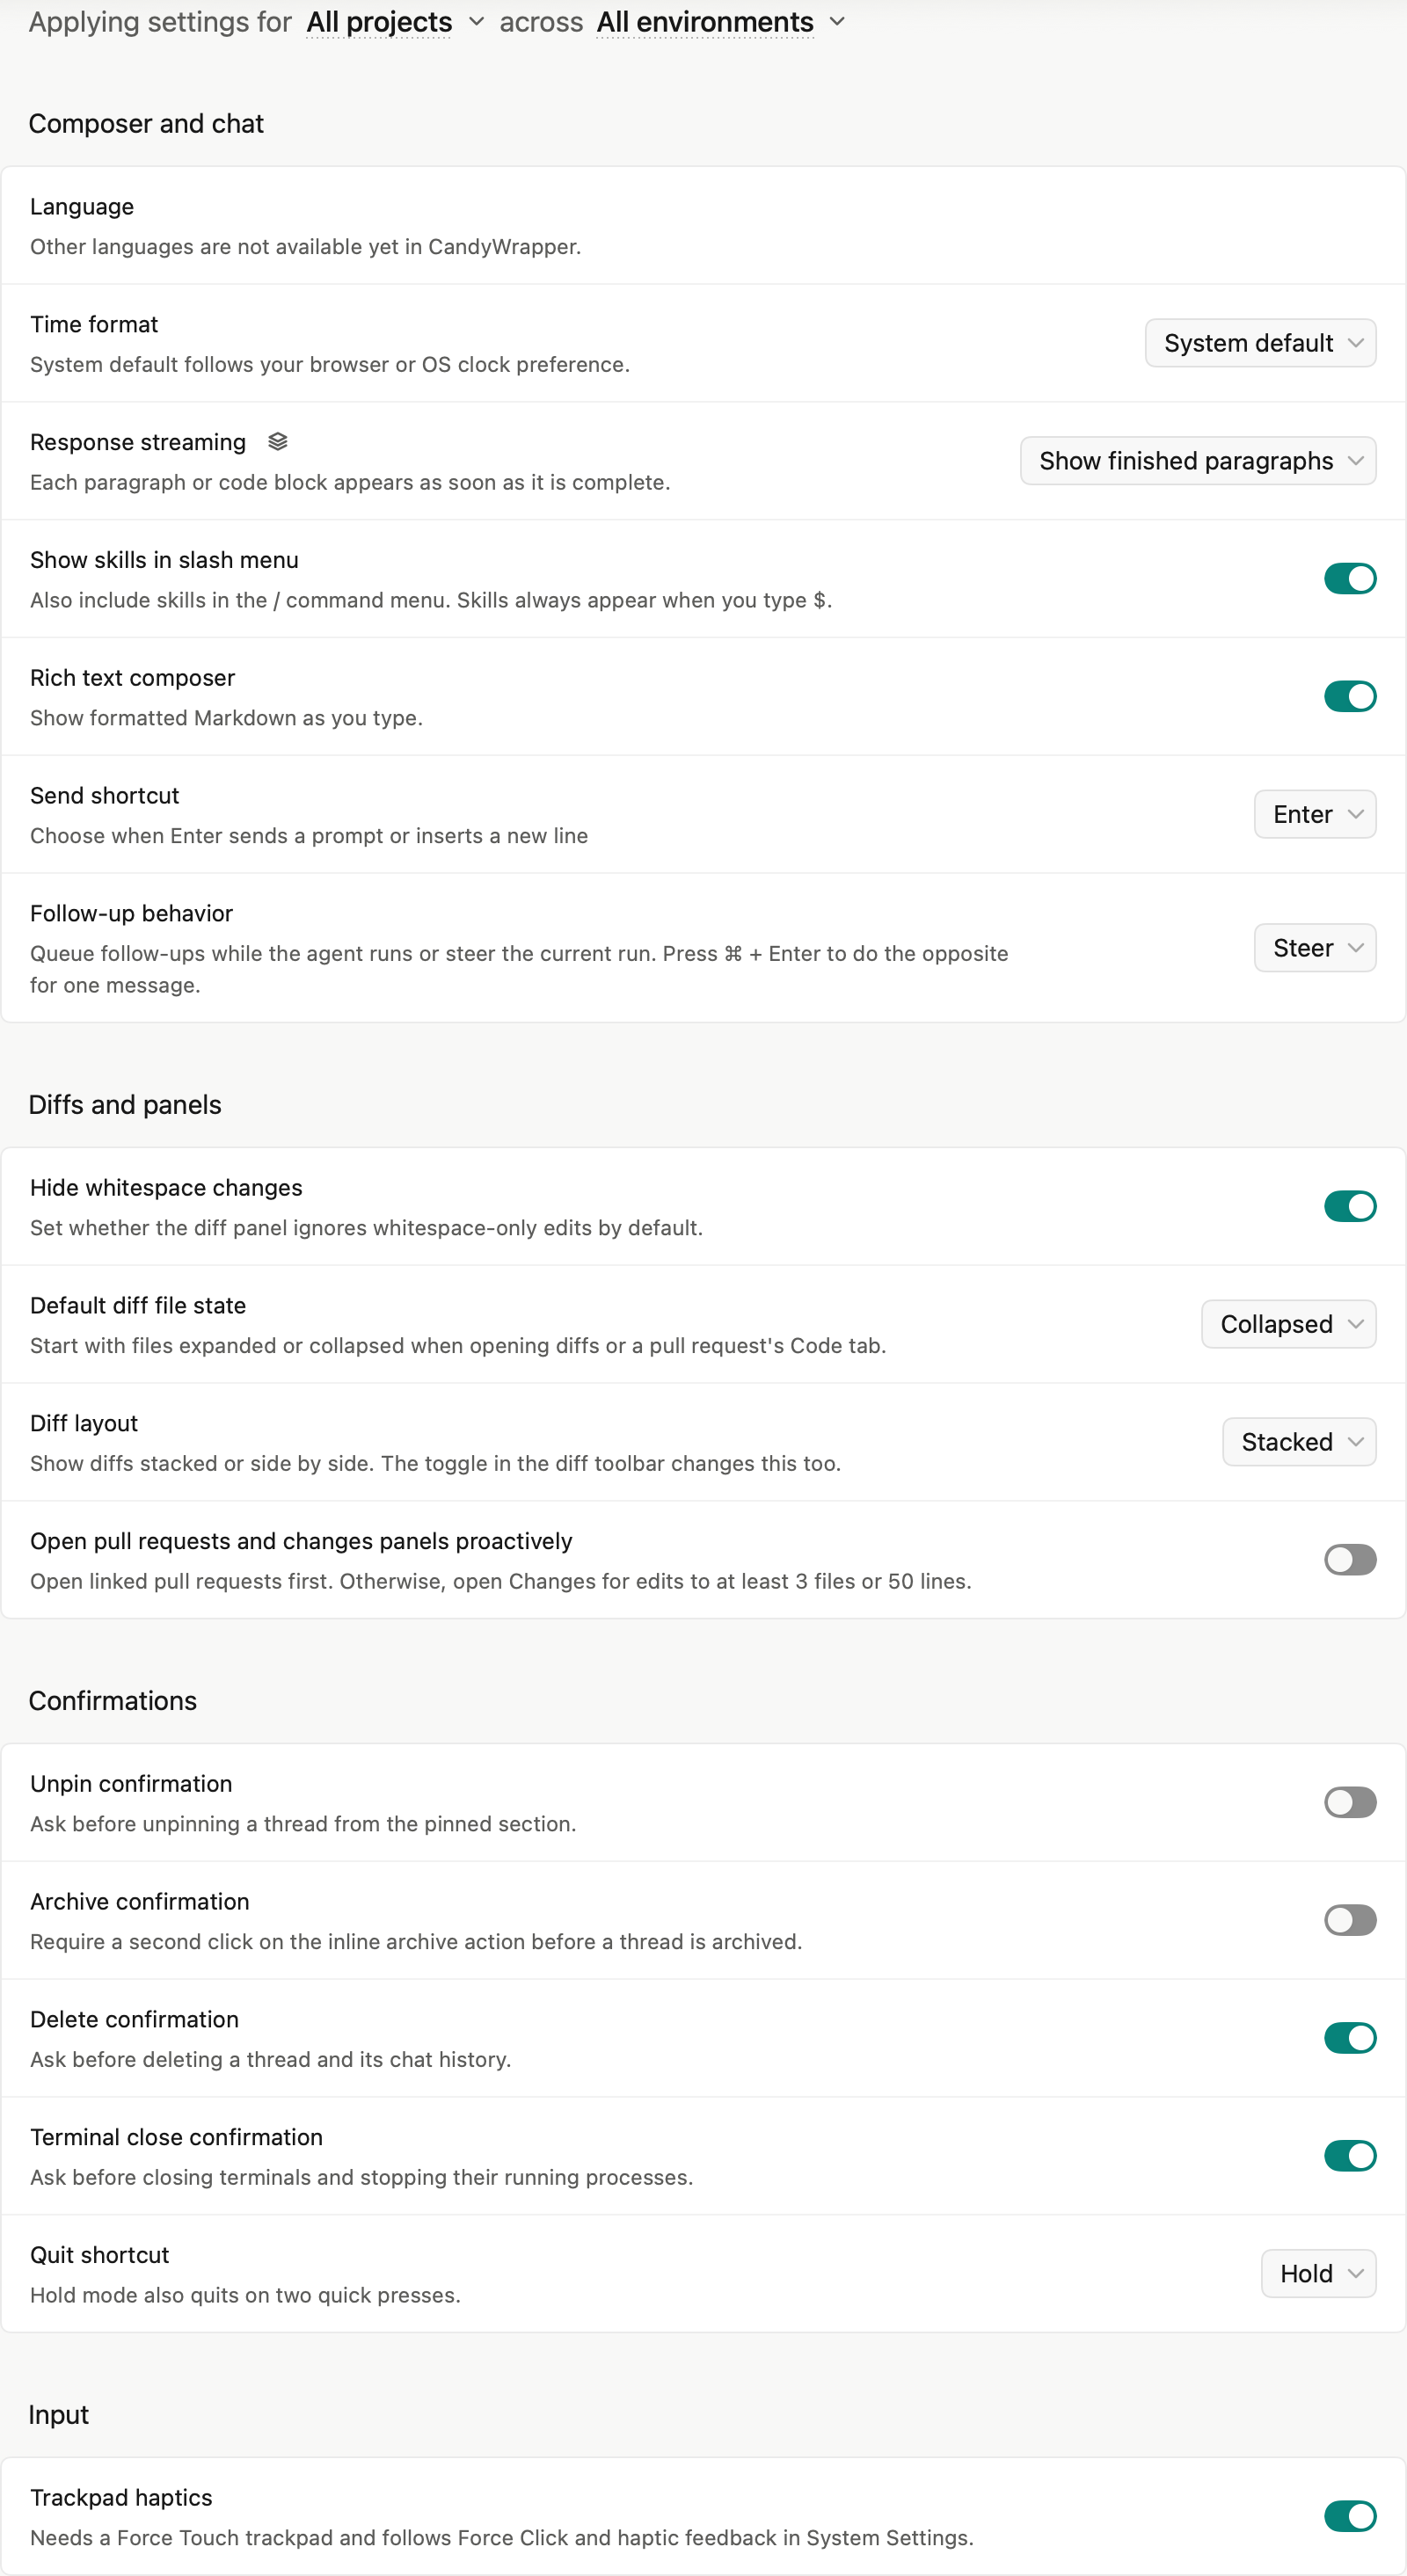 Applying settings for All projects across All environments
Composer and chat
Language
Other languages are not available yet in CandyWrapper.
Time format
System default follows your browser or OS clock preference.
System default
Response streaming
Each paragraph or code block appears as soon as it is complete.
Show finished paragraphs
Show skills in slash menu
Also include skills in the / command menu. Skills always appear when you type $.
Rich text composer
Show formatted Markdown as you type.
Send shortcut
Choose when Enter sends a prompt or inserts a new line
Enter
Follow-up behavior
Queue follow-ups while the agent runs or steer the current run. Press ⌘ + Enter to do the opposite
for one message.
Steer
Diffs and panels
Hide whitespace changes
Set whether the diff panel ignores whitespace-only edits by default.
Default diff file state
Start with files expanded or collapsed when opening diffs or a pull request's Code tab.
Collapsed
Diff layout
Show diffs stacked or side by side. The toggle in the diff toolbar changes this too.
Stacked
Open pull requests and changes panels proactively
Open linked pull requests first. Otherwise, open Changes for edits to at least 3 files or 50 lines.
Confirmations
Unpin confirmation
Ask before unpinning a thread from the pinned section.
Archive confirmation
Require a second click on the inline archive action before a thread is archived.
Delete confirmation
Ask before deleting a thread and its chat history.
Terminal close confirmation
Ask before closing terminals and stopping their running processes.
Quit shortcut
Hold mode also quits on two quick presses.
Hold
Input
Trackpad haptics
Needs a Force Touch trackpad and follows Force Click and haptic feedback in System Settings.